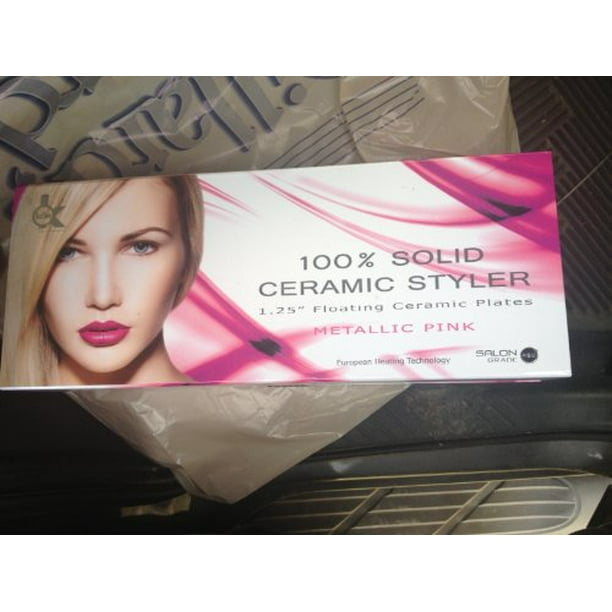 100% SOLID
CERAMIC STYLER
1.25" Floating Ceramic Plates
METALLIC PINK
European Heating Technology
SALON
GRADE